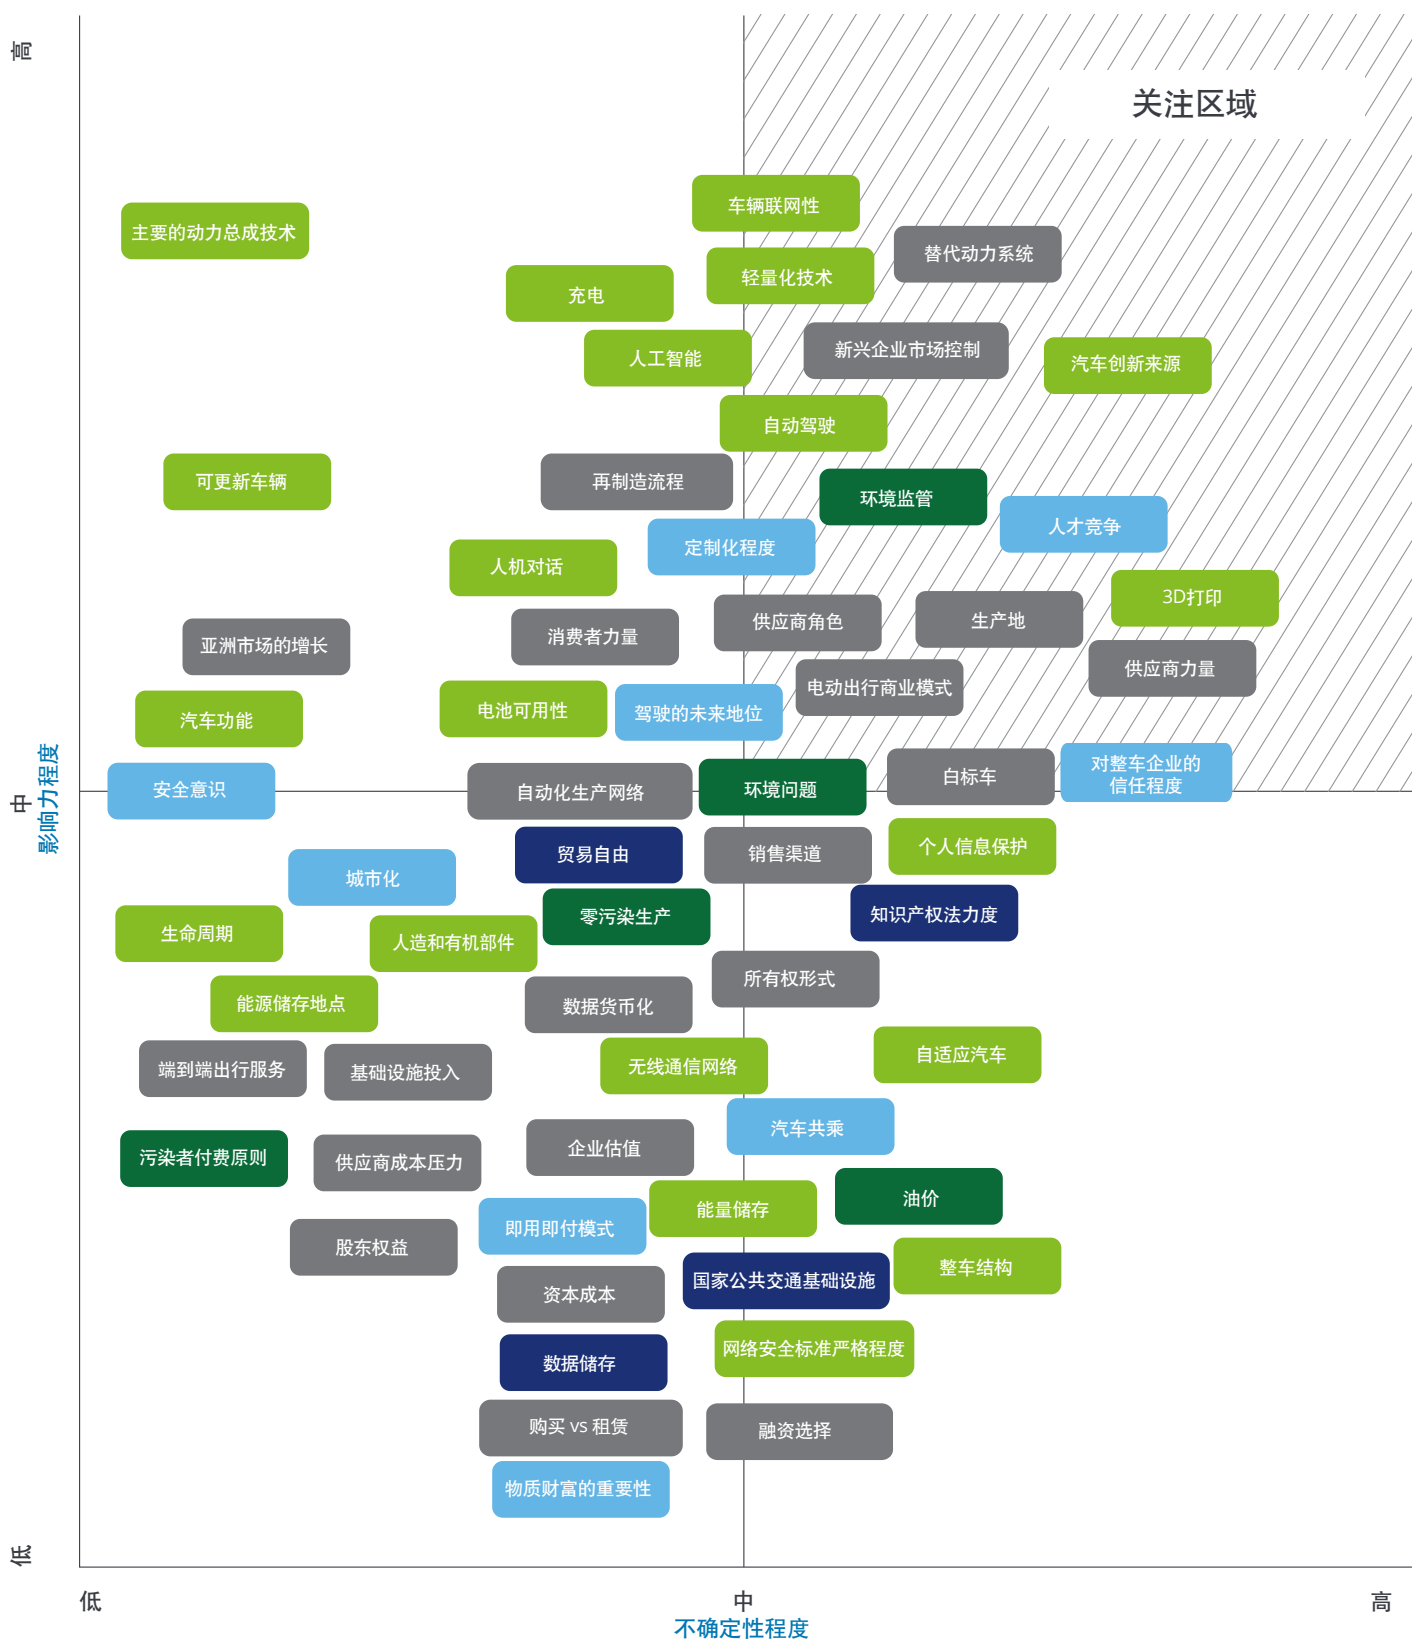 高
关注区域
车辆联网性
主要的动力总成技术
替代动力系统
轻量化技术
充电
新兴企业市场控制
人工智能
汽车创新来源
自动驾驶
可更新车辆
再制造流程
环境监管
人才竞争
定制化程度
人机对话
3D打印
供应商角色
生产地
消费者力量
亚洲市场的增长
供应商力量
电动出行商业模式
电池可用性
驾驶的未来地位
汽车功能
对整车企业的
信任程度
白标车
安全意识
环境问题
自动化生产网络
中
影响力程度
个人信息保护
销售渠道
贸易自由
城市化
知识产权法力度
零污染生产
生命周期
人造和有机部件
所有权形式
能源储存地点
数据货币化
自适应汽车
无线通信网络
端到端出行服务
基础设施投入
汽车共乘
企业估值
污染者付费原则
供应商成本压力
油价
能量储存
即用即付模式
股东权益
整车结构
国家公共交通基础设施
资本成本
网络安全标准严格程度
数据储存
购买 vs 租赁
融资选择
物质财富的重要性
低
低
中
高
不确定性程度